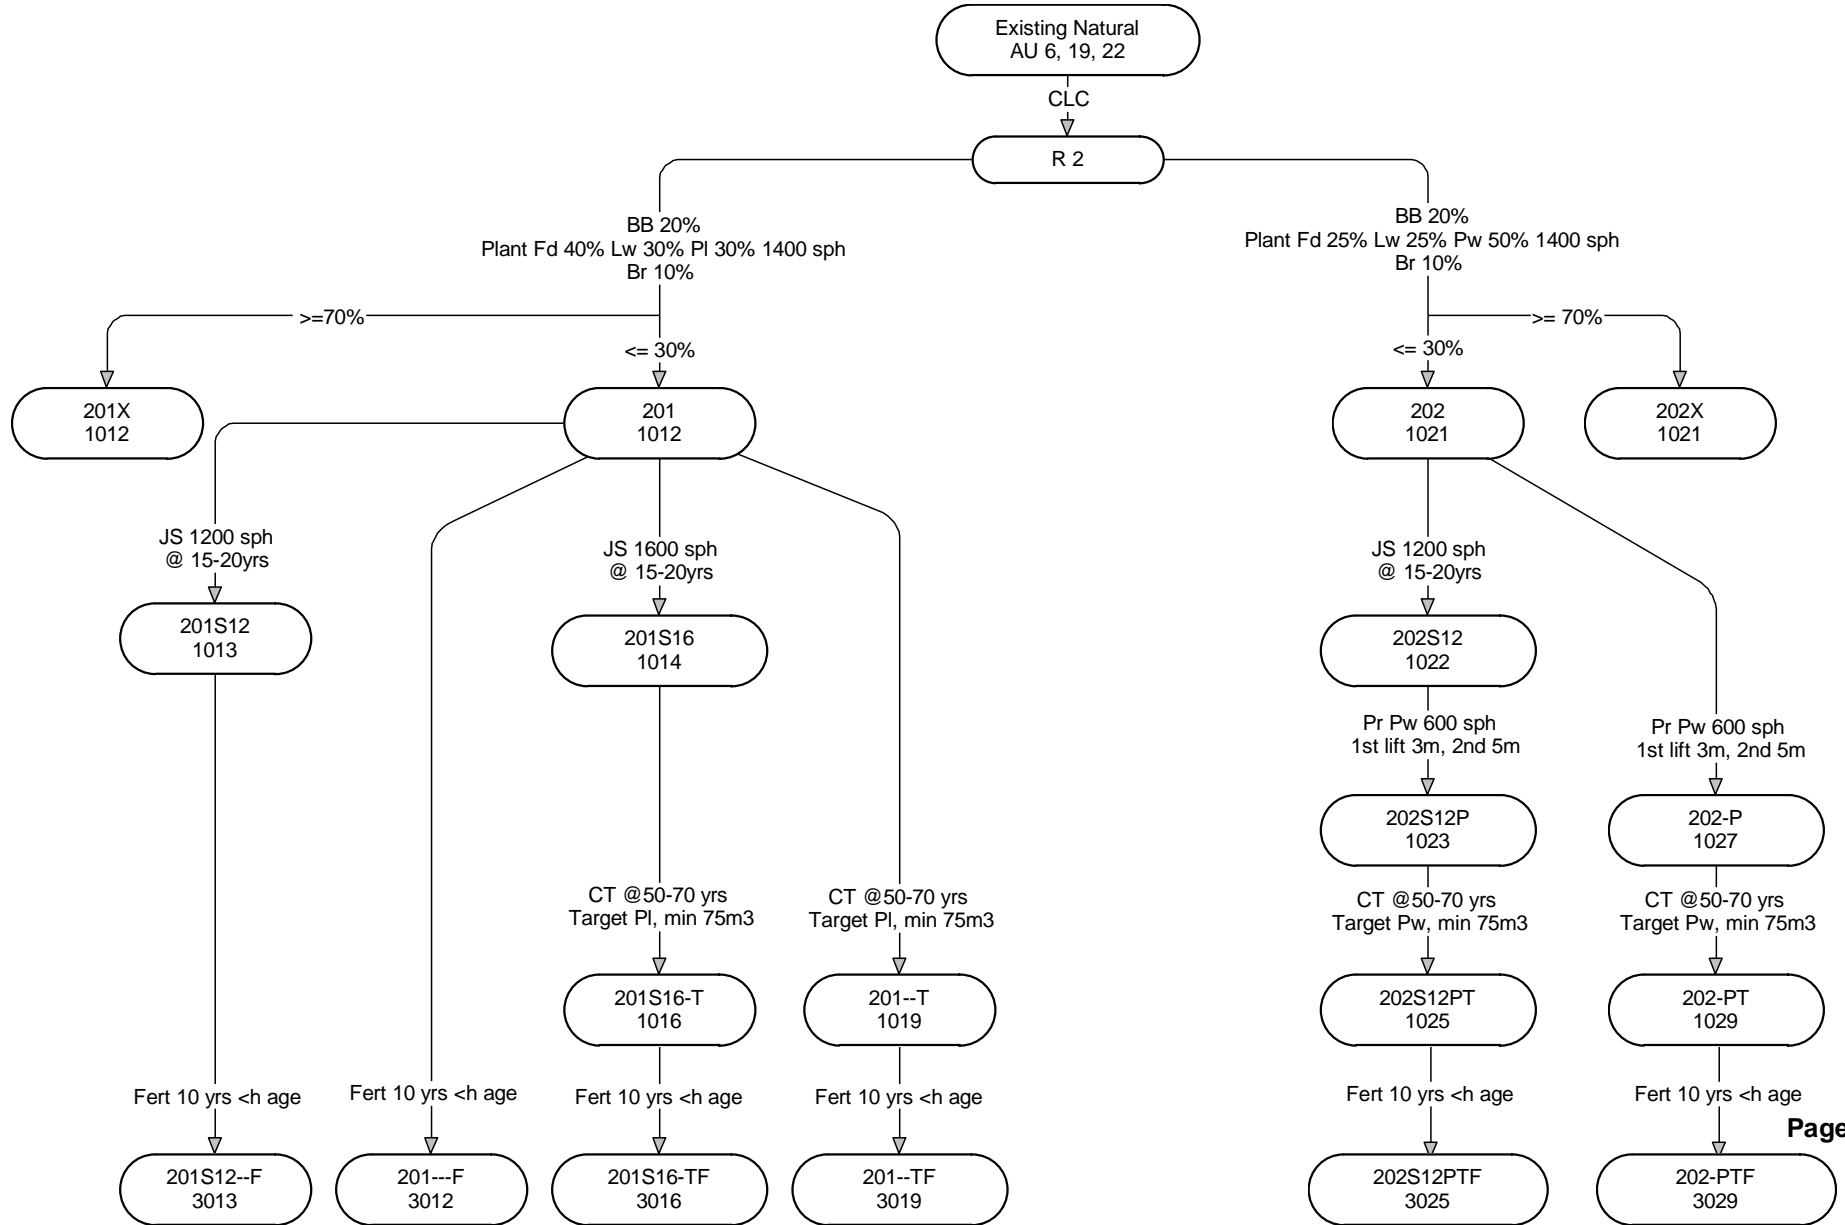 Existing Natural
AU 6, 19, 22
CLC
R 2
BB 20%
Plant Fd 40% Lw 30% Pl 30% 1400 sph
Br 10%
BB 20%
Plant Fd 25% Lw 25% Pw 50% 1400 sph
Br 10%
>=70%
<= 30%
<= 30%
>= 70%
201X
1012
201
1012
202
1021
202X
1021
JS 1200 sph
@ 15-20yrs
JS 1600 sph
@ 15-20yrs
JS 1200 sph
@ 15-20yrs
201S12
1013
201S16
1014
202S12
1022
Pr Pw 600 sph
1st lift 3m, 2nd 5m
Pr Pw 600 sph
1st lift 3m, 2nd 5m
202S12P
1023
202-P
1027
CT @50-70 yrs
Target Pl, min 75m3
CT @50-70 yrs
Target Pl, min 75m3
CT @50-70 yrs
Target Pw, min 75m3
CT @50-70 yrs
Target Pw, min 75m3
201S16-T
1016
201--T
1019
202S12PT
1025
202-PT
1029
Fert 10 yrs <h age
Fert 10 yrs <h age
Fert 10 yrs <h age
Fert 10 yrs <h age
Fert 10 yrs <h age
Fert 10 yrs <h age
Page
201S12--F
3013
201---F
3012
201S16-TF
3016
201--TF
3019
202S12PTF
3025
202-PTF
3029